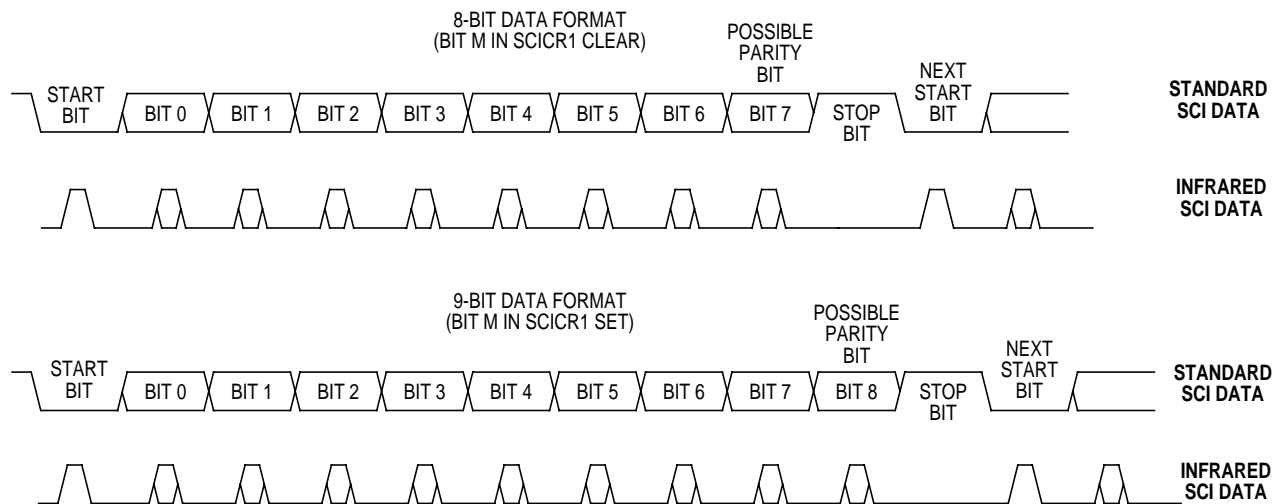 8-BIT DATA FORMAT
(BIT M IN SCICR1 CLEAR)
POSSIBLE
PARITY
BIT
NEXT
START
BIT
START
BIT
BIT 0
BIT 1
BIT 2
BIT 3
BIT 4
BIT 5
BIT 6
BIT 7
STOP
BIT
STANDARD
SCI DATA
INFRARED
SCI DATA
9-BIT DATA FORMAT
(BIT M IN SCICR1 SET)
POSSIBLE
PARITY
BIT
NEXT
START
BIT
START
BIT
BIT 0
BIT 1
BIT 2
BIT 3
BIT 4
BIT 5
BIT 6
BIT 7
BIT 8
STOP
BIT
STANDARD
SCI DATA
INFRARED
SCI DATA